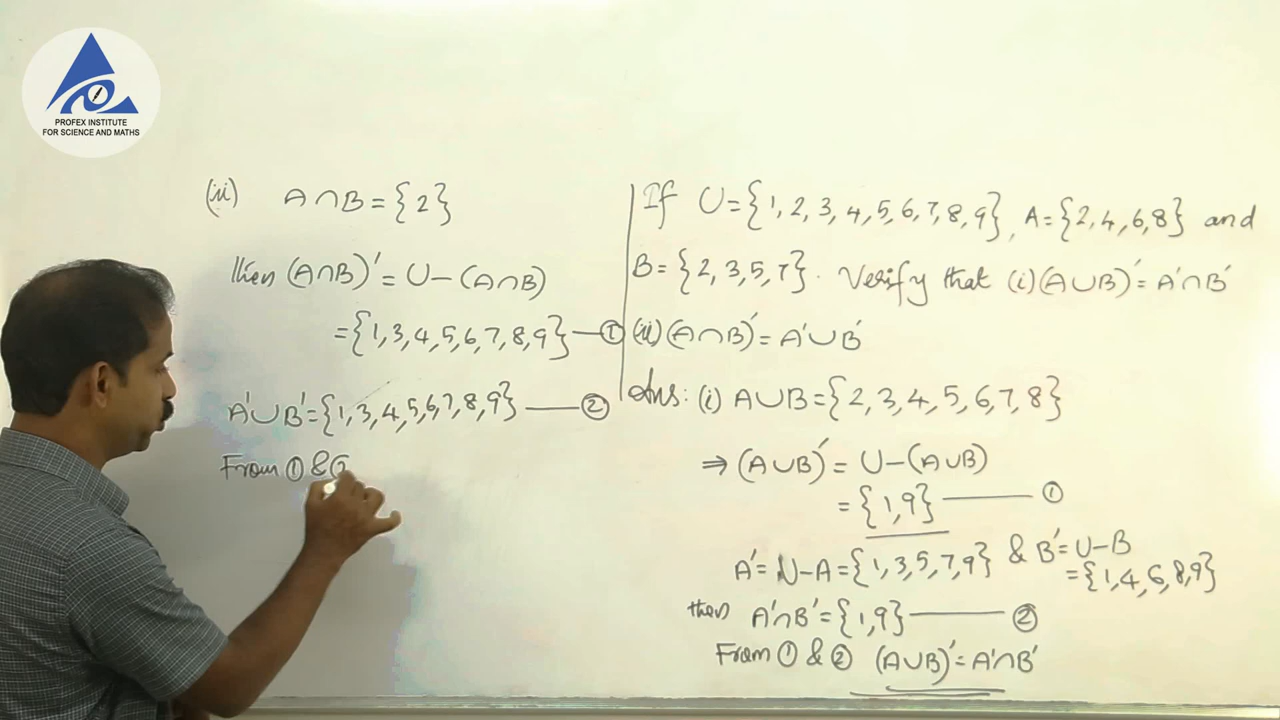 PROFEX INSTITUTE
FOR SCIENCE AND MATHS
If U={1, 2, 3, 4, 5, 6, 7, 8, 9}, A={2, 4, 6, 8} and
B={2, 3, 5, 7}. Verify that (i) (A∪B)′=A′∩B′
(ii) (A∩B)′=A′∪B′
Ans: (i) A∪B={2, 3, 4, 5, 6, 7, 8}
⇒ (A∪B)′= U-(A∪B)
={1, 9} — ①
A′= U-A={1, 3, 5, 7, 9} & B′=U-B
={1, 4, 6, 8, 9}
then A′∩B′={1, 9} — ②
From ① & ② (A∪B)′=A′∩B′
(ii) A∩B={2}
then (A∩B)′=U-(A∩B)
={1, 3, 4, 5, 6, 7, 8, 9} — ①
A′∪B′={1, 3, 4, 5, 6, 7, 8, 9} — ②
From ① & ②